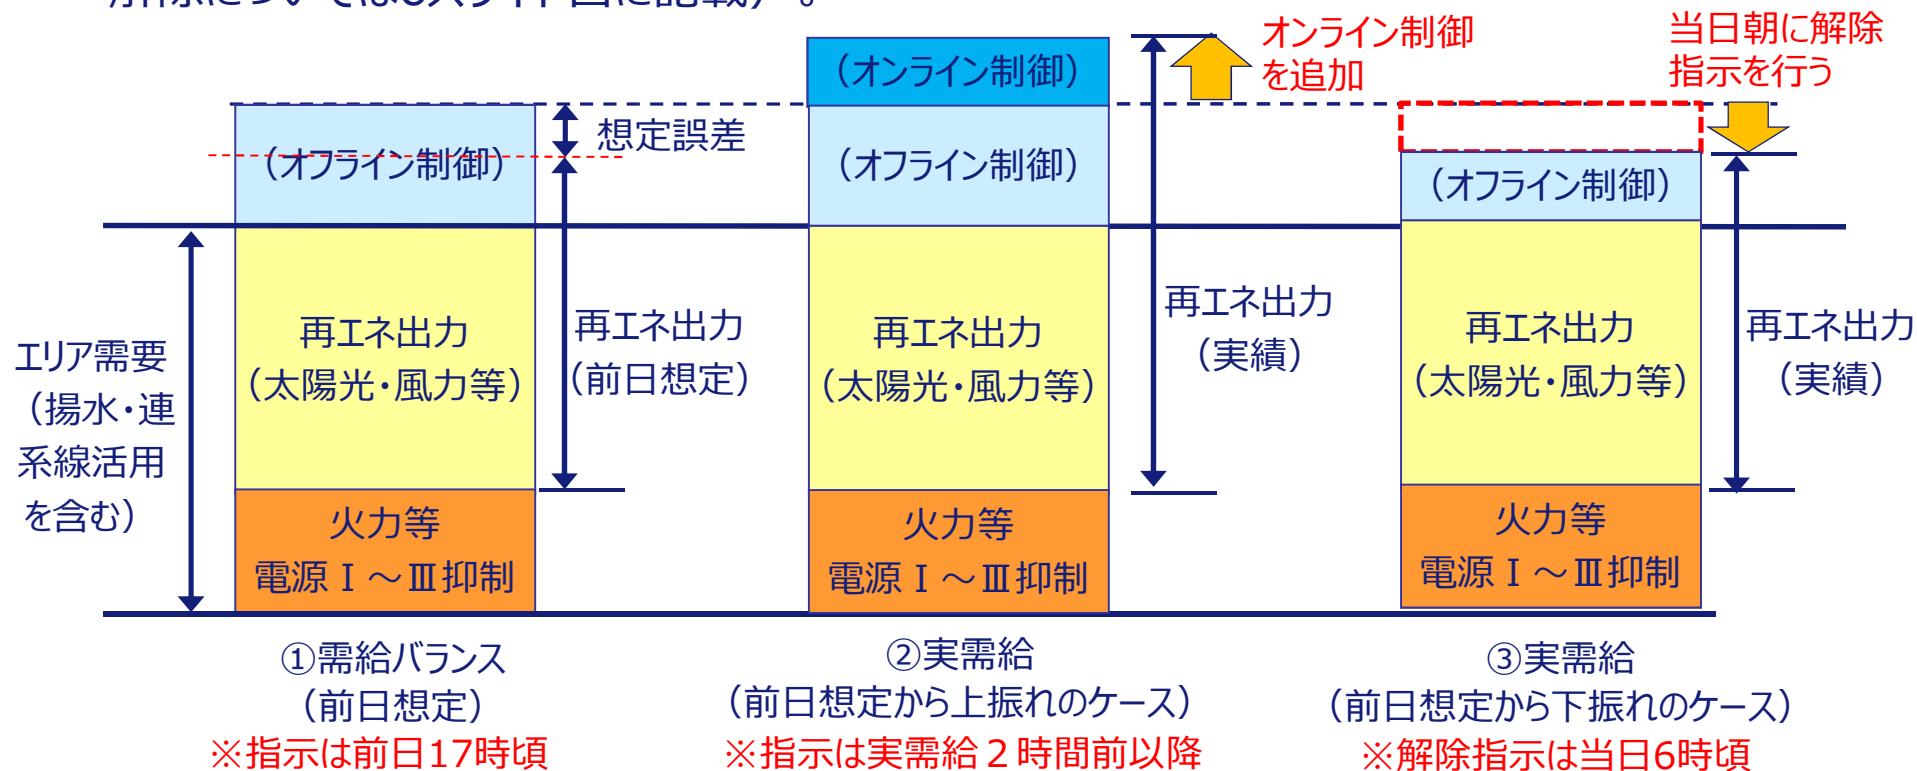 オンライン制御
を追加
当日朝に解除
指示を行う
(オンライン制御)
想定誤差
(オフライン制御)
(オフライン制御)
(オフライン制御)
エリア需要
(揚水・連
系線活用
を含む)
再エネ出力
(太陽光・風力等)
再エネ出力
(前日想定)
再エネ出力
(太陽光・風力等)
再エネ出力
(実績)
再エネ出力
(太陽光・風力等)
再エネ出力
(実績)
火力等
電源Ⅰ～Ⅲ抑制
火力等
電源Ⅰ～Ⅲ抑制
火力等
電源Ⅰ～Ⅲ抑制
①需給バランス
(前日想定)
※指示は前日17時頃
②実需給
(前日想定から上振れのケース)
※指示は実需給２時間前以降
③実需給
(前日想定から下振れのケース)
※解除指示は当日6時頃